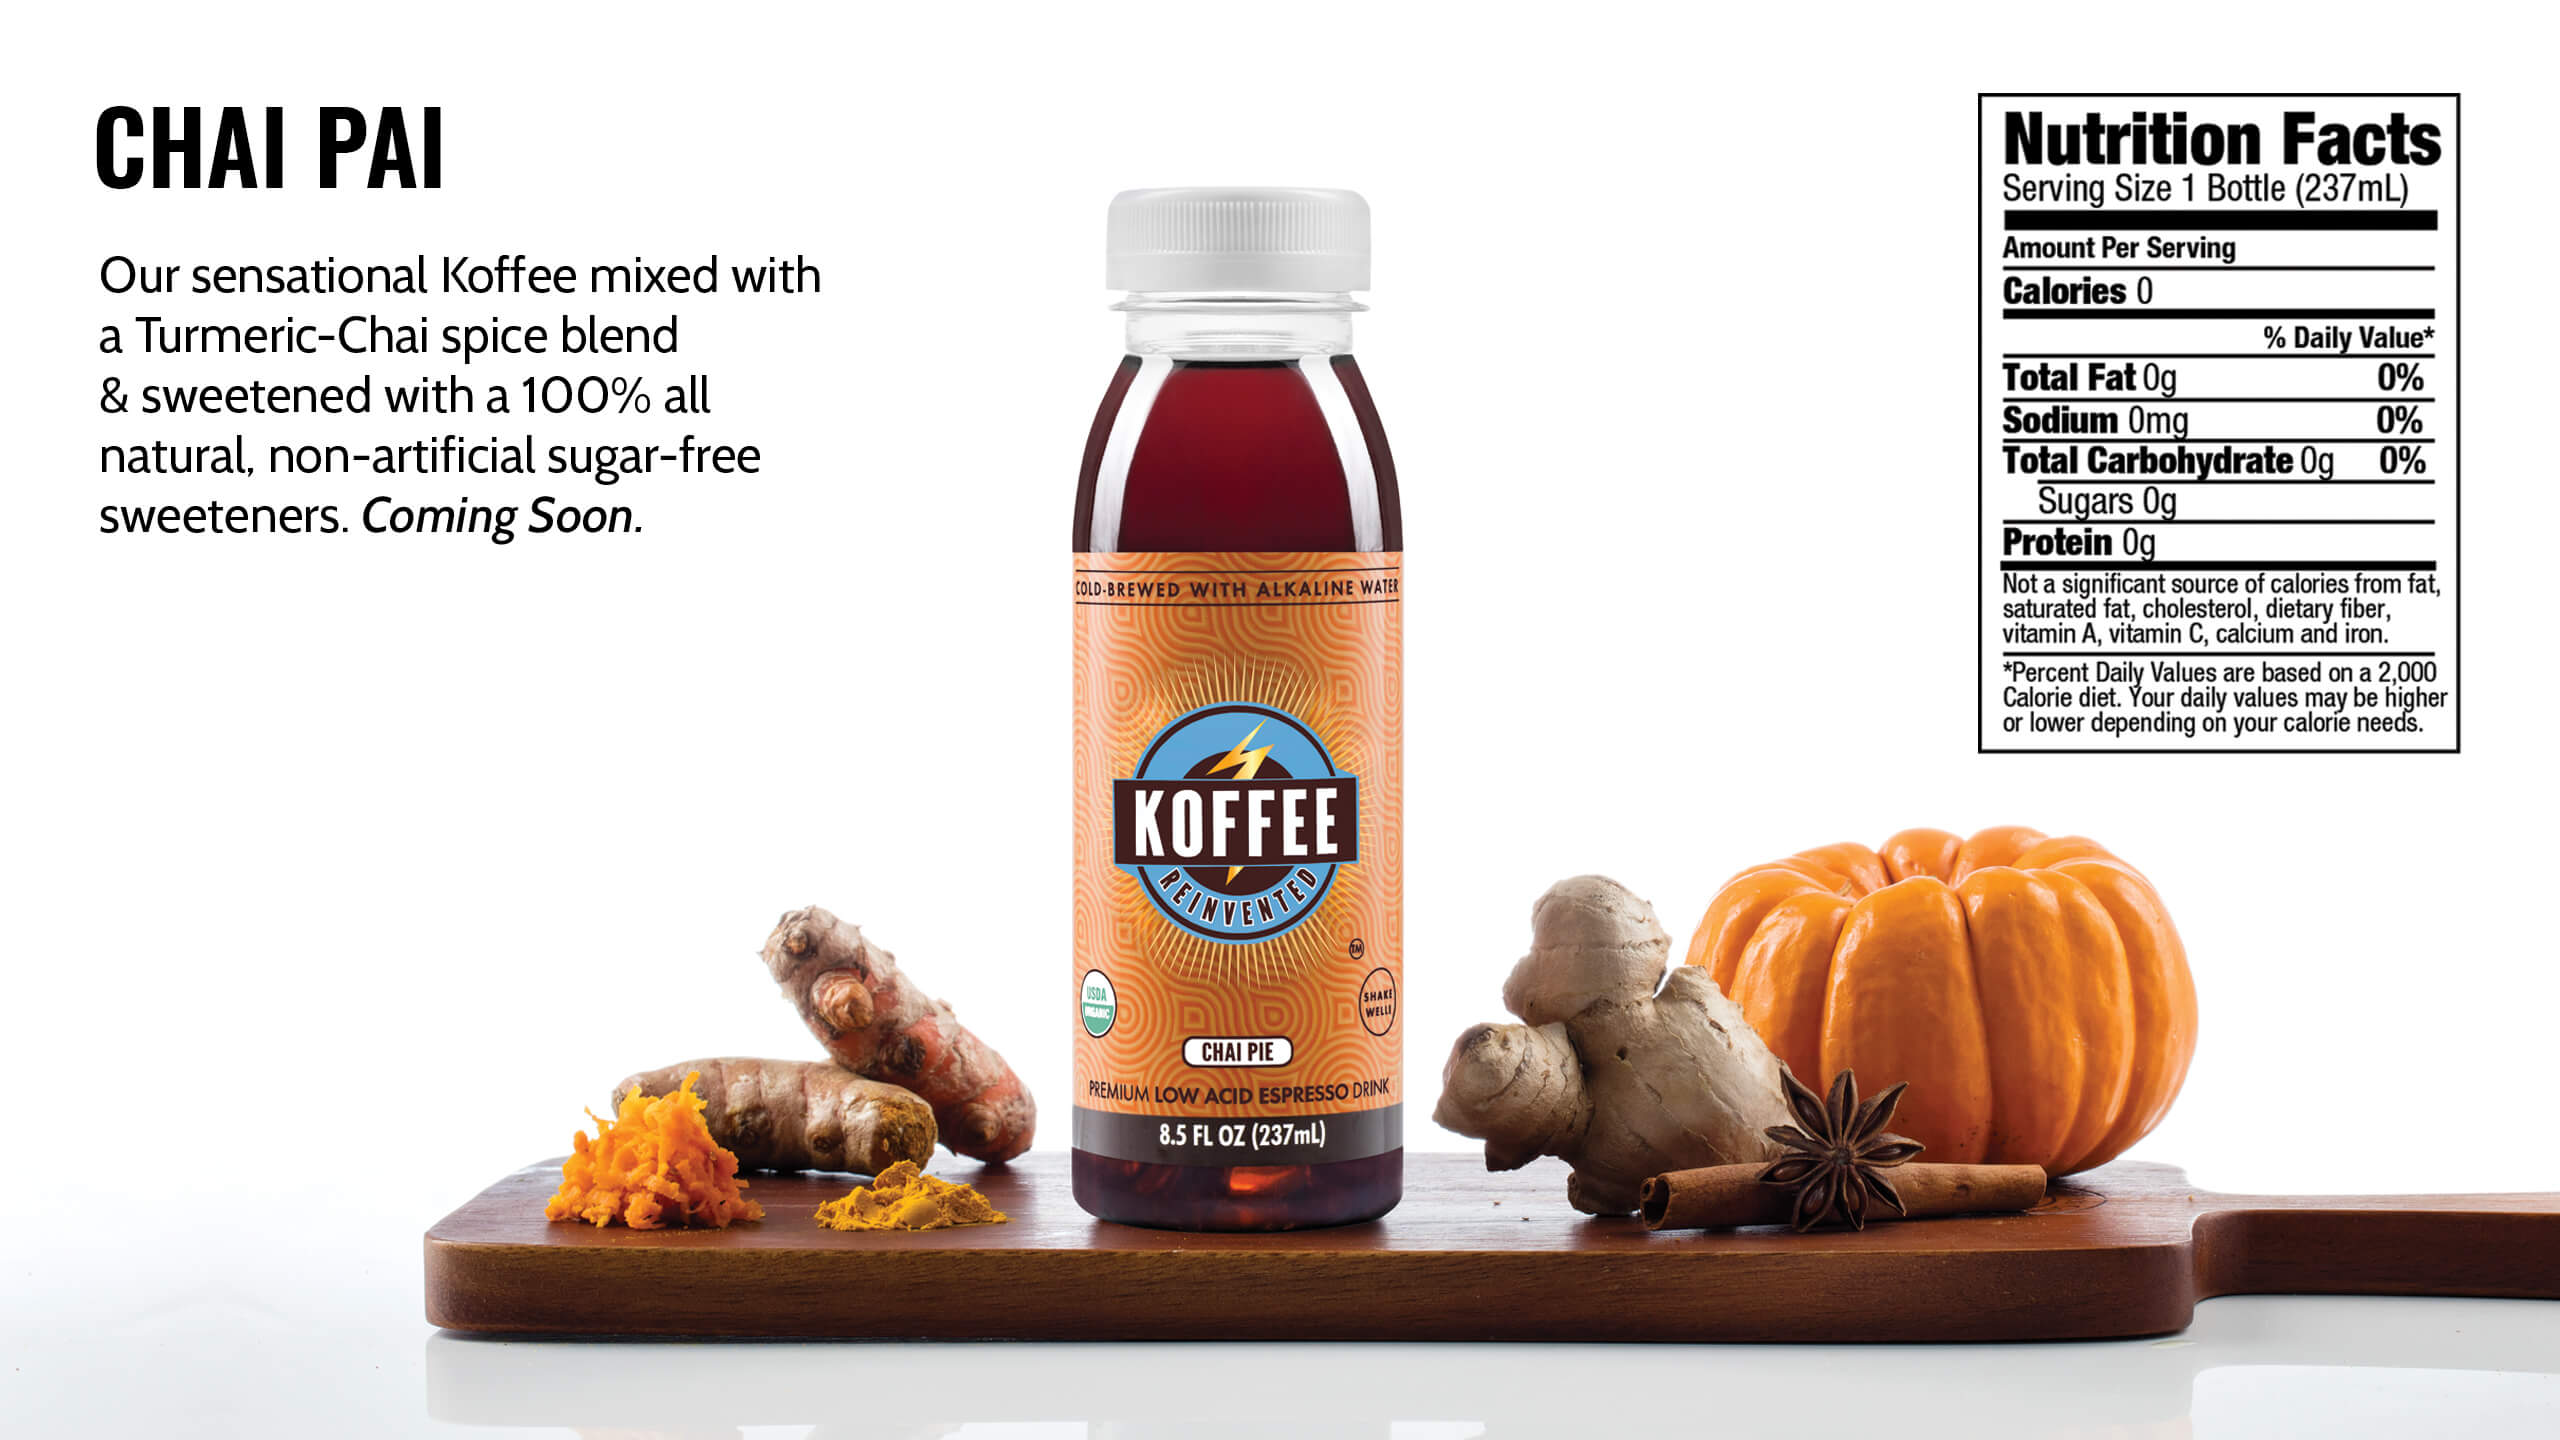 CHAI PAI
Our sensational Koffee mixed with
a Turmeric-Chai spice blend
& sweetened with a 100% all
natural, non-artificial sugar-free
sweeteners. Coming Soon.
COLD-BREWED WITH ALKALINE WATER
KOFFEE
REINVENTED
TM
USDA
ORGANIC
SHAKE
WELL!
CHAI PIE
PREMIUM LOW ACID ESPRESSO DRINK
8.5 FL OZ (237mL)
Nutrition Facts
Serving Size 1 Bottle (237mL)
Amount Per Serving
Calories 0
% Daily Value*
Total Fat 0g 0%
Sodium 0mg 0%
Total Carbohydrate 0g 0%
Sugars 0g
Protein 0g
Not a significant source of calories from fat,
saturated fat, cholesterol, dietary fiber,
vitamin A, vitamin C, calcium and iron.
*Percent Daily Values are based on a 2,000
Calorie diet. Your daily values may be higher
or lower depending on your calorie needs.